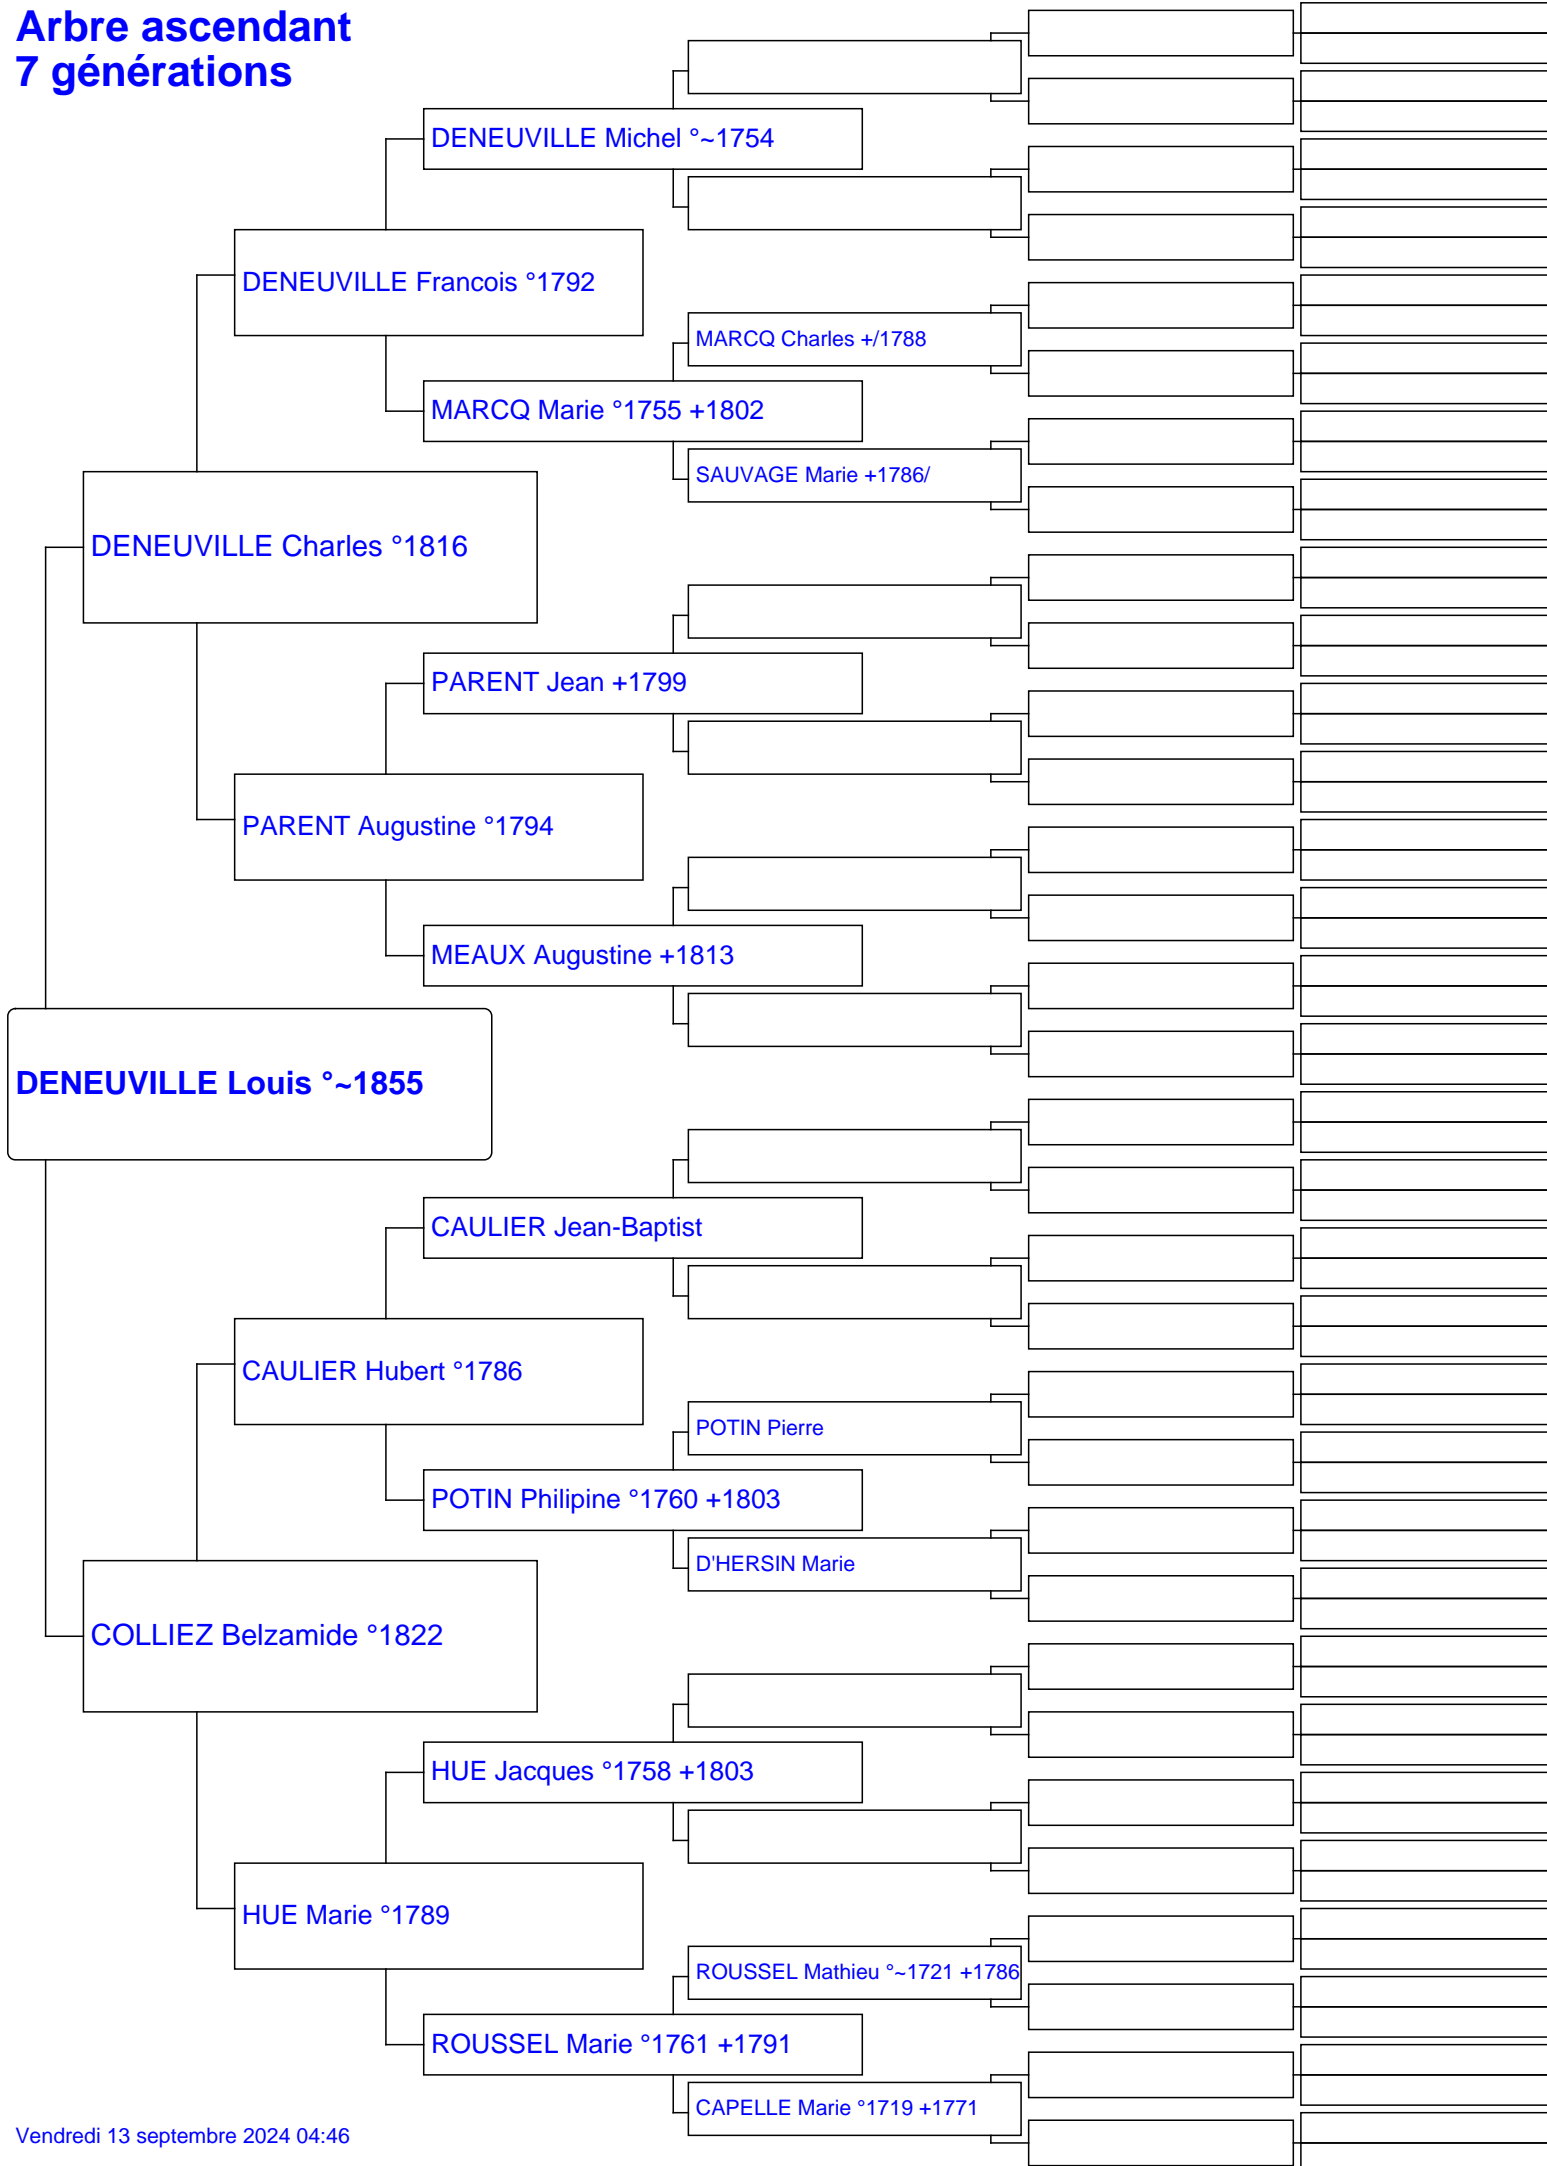 Arbre ascendant
7 générations
DENEUVILLE Michel °~1754
DENEUVILLE Francois °1792
MARCQ Charles +/1788
MARCQ Marie °1755 +1802
SAUVAGE Marie +1786/
DENEUVILLE Charles °1816
PARENT Jean +1799
PARENT Augustine °1794
MEAUX Augustine +1813
DENEUVILLE Louis °~1855
CAULIER Jean-Baptist
CAULIER Hubert °1786
POTIN Pierre
POTIN Philipine °1760 +1803
D'HERSIN Marie
COLLIEZ Belzamide °1822
HUE Jacques °1758 +1803
HUE Marie °1789
ROUSSEL Mathieu °~1721 +1786
ROUSSEL Marie °1761 +1791
CAPELLE Marie °1719 +1771
Vendredi 13 septembre 2024 04:46